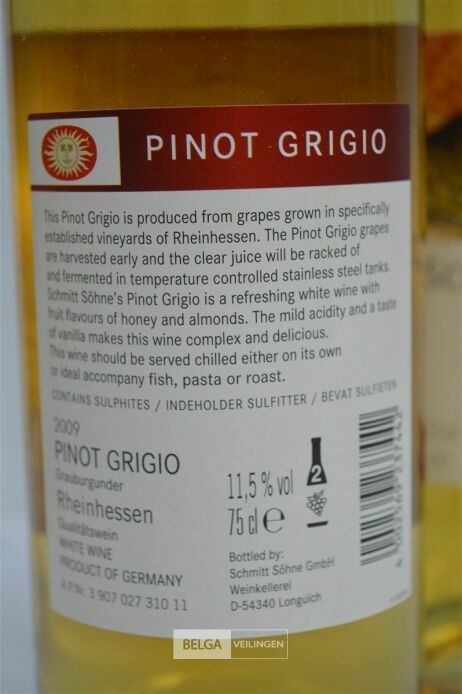 PINOT GRIGIO
This Pinot Grigio is produced from grapes grown in specifically
established vineyards of Rheinhessen. The Pinot Grigio grapes
are harvested early and the clear juice will be racked of
and fermented in temperature controlled stainless steel tanks.
Schmitt Söhne's Pinot Grigio is a refreshing white wine with
fruit flavours of honey and almonds. The mild acidity and a taste
of vanilla makes this wine complex and delicious.
This wine should be served chilled either on its own
or ideal accompany fish, pasta or roast.
CONTAINS SULPHITES / INDEHOLDER SULFITTER / BEVAT SULFIETEN
2009
PINOT GRIGIO
Grauburgunder
Rheinhessen
Qualitätswein
WHITE WINE
PRODUCT OF GERMANY
A.P.Nr. 3 907 027 310 11
11,5 % vol
75 cl e
2
Bottled by:
Schmitt Söhne GmbH
Weinkellerei
D-54340 Longuich
BELGA VEILINGEN